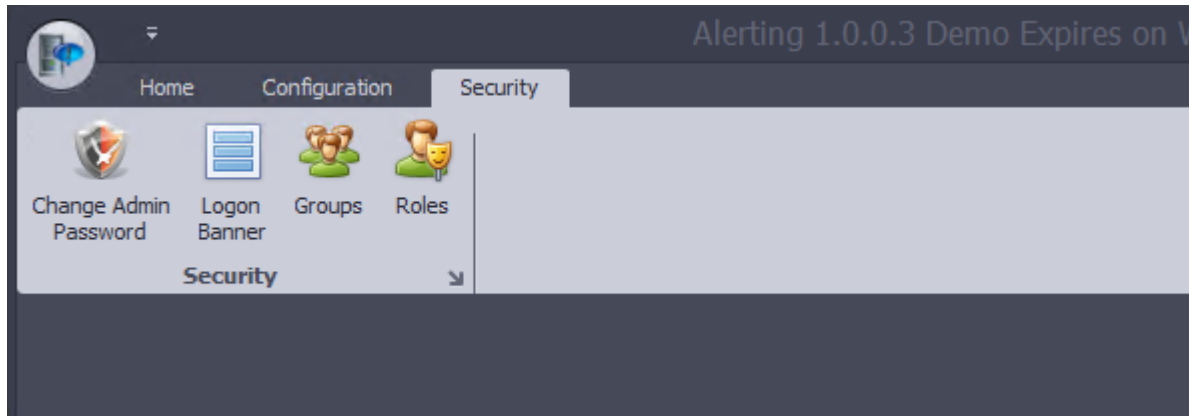 Alerting 1.0.0.3 Demo Expires on
Home Configuration Security
Change Admin Password
Logon Banner
Groups
Roles
Security